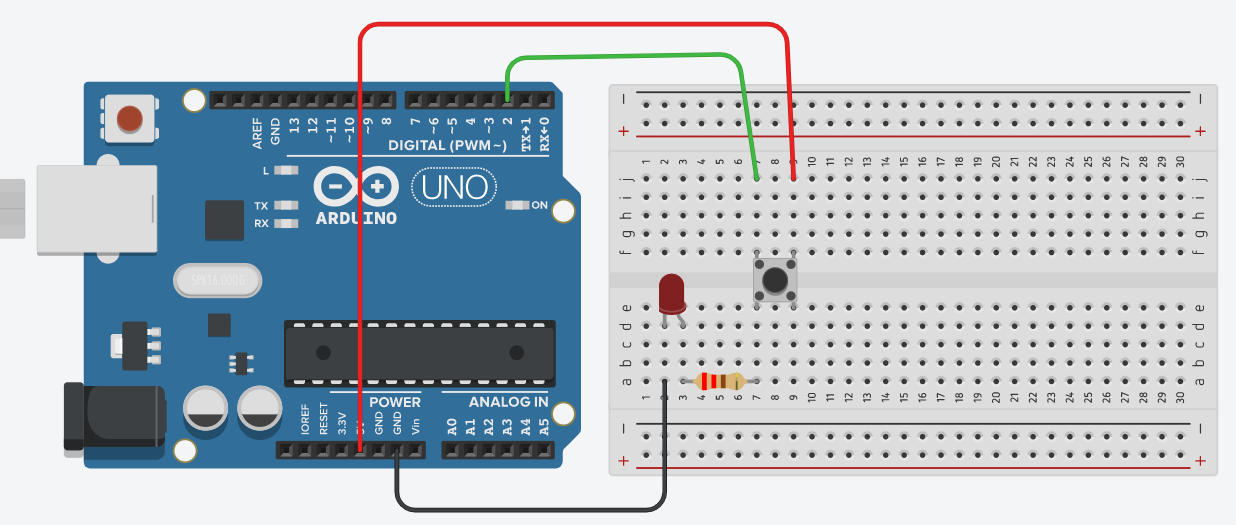 AREF
GND
13
12
~11
~10
~9
8
7
~6
~5
4
~3
2
TX→1
RX←0
DIGITAL (PWM~)
L
TX
RX
ARDUINO
UNO
ON
SPK16.000G
IOREF
RESET
3.3V
GND
GND
Vin
POWER
ANALOG IN
A0
A1
A2
A3
A4
A5
1 2 3 4 5 6 7 8 9 10 11 12 13 14 15 16 17 18 19 20 21 22 23 24 25 26 27 28 29 30
j j
i i
h h
g g
f f
e e
d d
c c
b b
a a
1 2 3 4 5 6 7 8 9 10 11 12 13 14 15 16 17 18 19 20 21 22 23 24 25 26 27 28 29 30